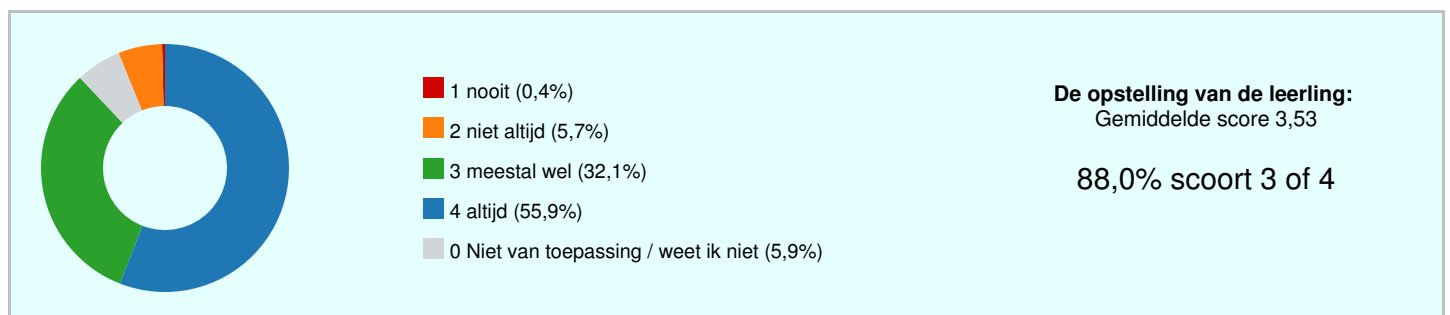 1 nooit (0,4%)
2 niet altijd (5,7%)
3 meestal wel (32,1%)
4 altijd (55,9%)
0 Niet van toepassing / weet ik niet (5,9%)
De opstelling van de leerling:
Gemiddelde score 3,53
88,0% scoort 3 of 4